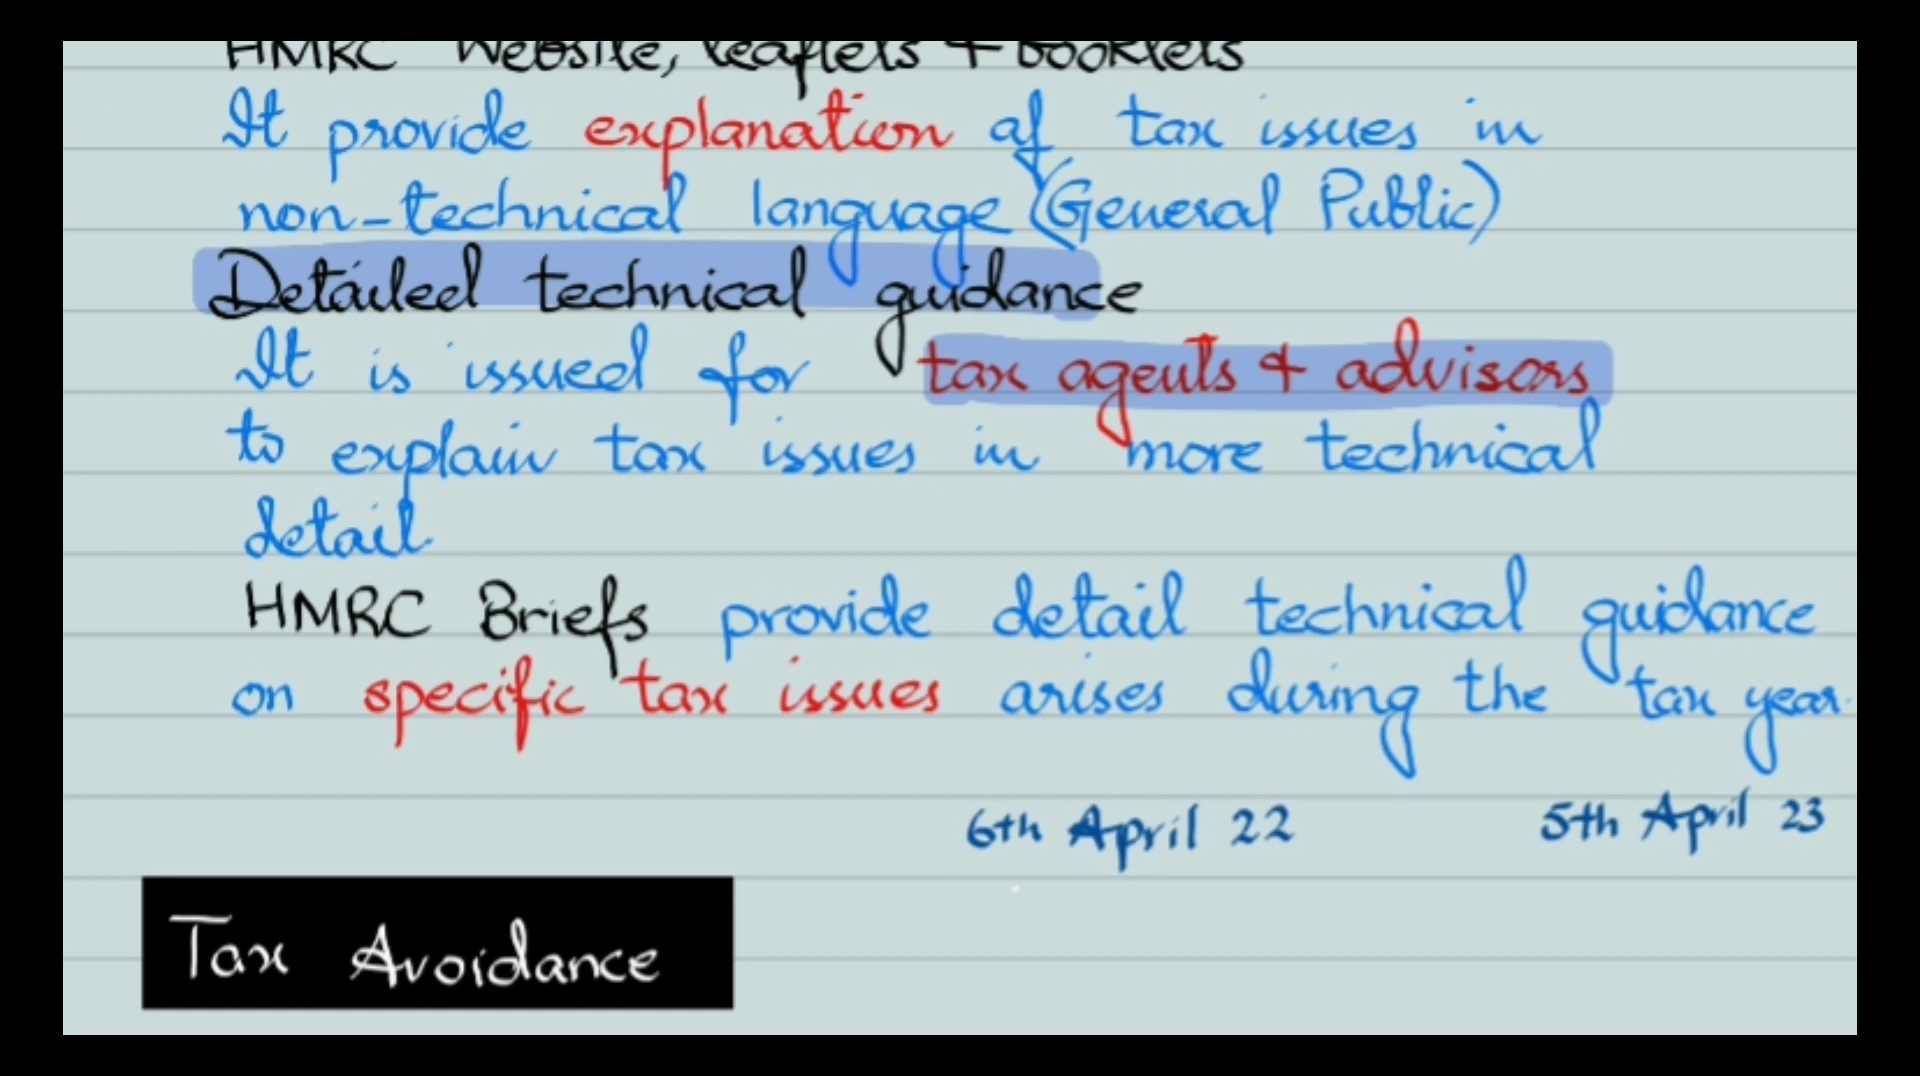 HMRC Website, leaflets + booklets
It provide explanation of tax issues in
non-technical language (General Public)
Detailed technical guidance
It is issued for tax agents & advisors
to explain tax issues in more technical
detail.
HMRC Briefs provide detail technical guidance
on specific tax issues arises during the tax year.
6th April 22 5th April 23
Tax Avoidance